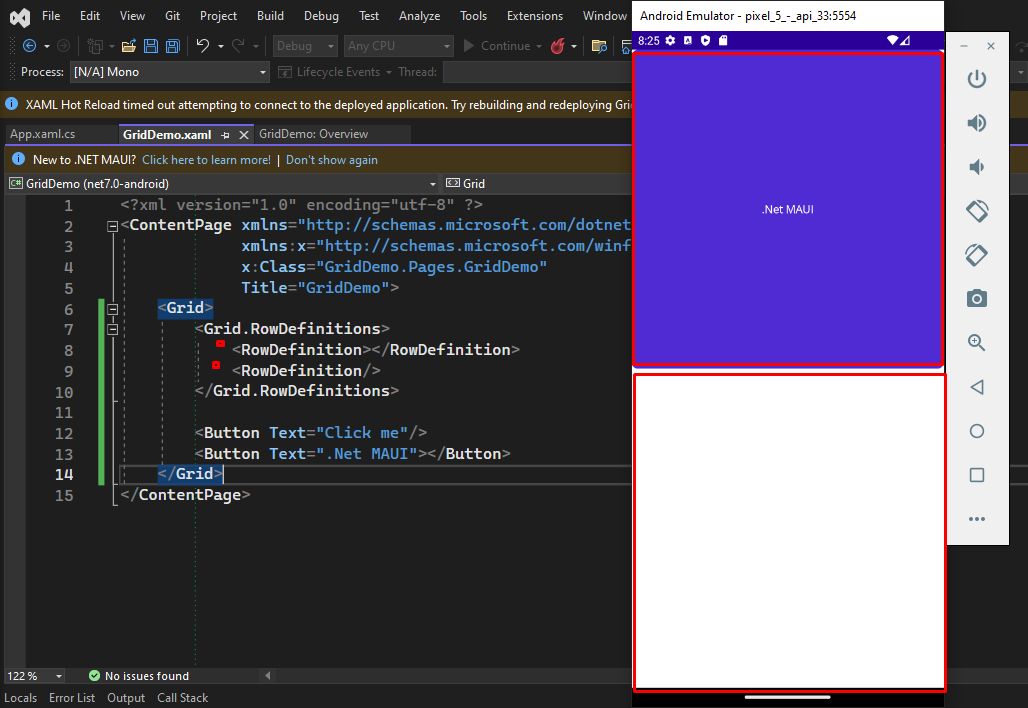 File Edit View Git Project Build Debug Test Analyze Tools Extensions Window
Android Emulator - pixel_5_-_api_33:5554
Debug Any CPU Continue
8:25
Process: [N/A] Mono Lifecycle Events Thread:
XAML Hot Reload timed out attempting to connect to the deployed application. Try rebuilding and redeploying
App.xaml.cs GridDemo.xaml GridDemo: Overview
New to .NET MAUI? Click here to learn more! | Don't show again
C# GridDemo (net7.0-android) Grid
1 <?xml version="1.0" encoding="utf-8" ?>
2 <ContentPage xmlns="http://schemas.microsoft.com/dotnet
3 xmlns:x="http://schemas.microsoft.com/winf
4 x:Class="GridDemo.Pages.GridDemo"
5 Title="GridDemo">
6 <Grid>
7 <Grid.RowDefinitions>
8 <RowDefinition></RowDefinition>
9 <RowDefinition/>
10 </Grid.RowDefinitions>
11
12 <Button Text="Click me"/>
13 <Button Text=".Net MAUI"></Button>
14 </Grid>
15 </ContentPage>
.Net MAUI
122 % No issues found
Locals Error List Output Call Stack